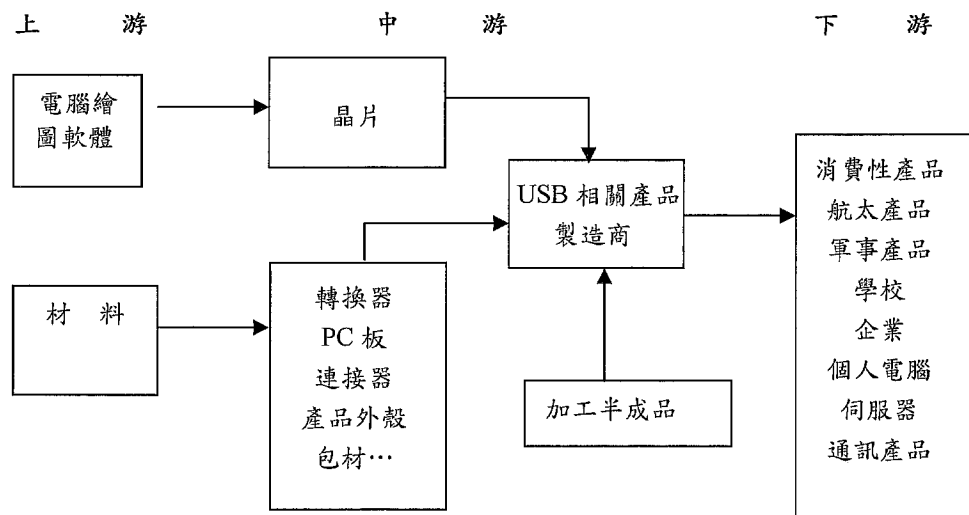 上 游 中 游 下 游
電腦繪
圖軟體
晶片
USB 相關產品
製造商
材 料
轉換器
PC 板
連接器
產品外殼
包材…
加工半成品
消費性產品
航太產品
軍事產品
學校
企業
個人電腦
伺服器
通訊產品